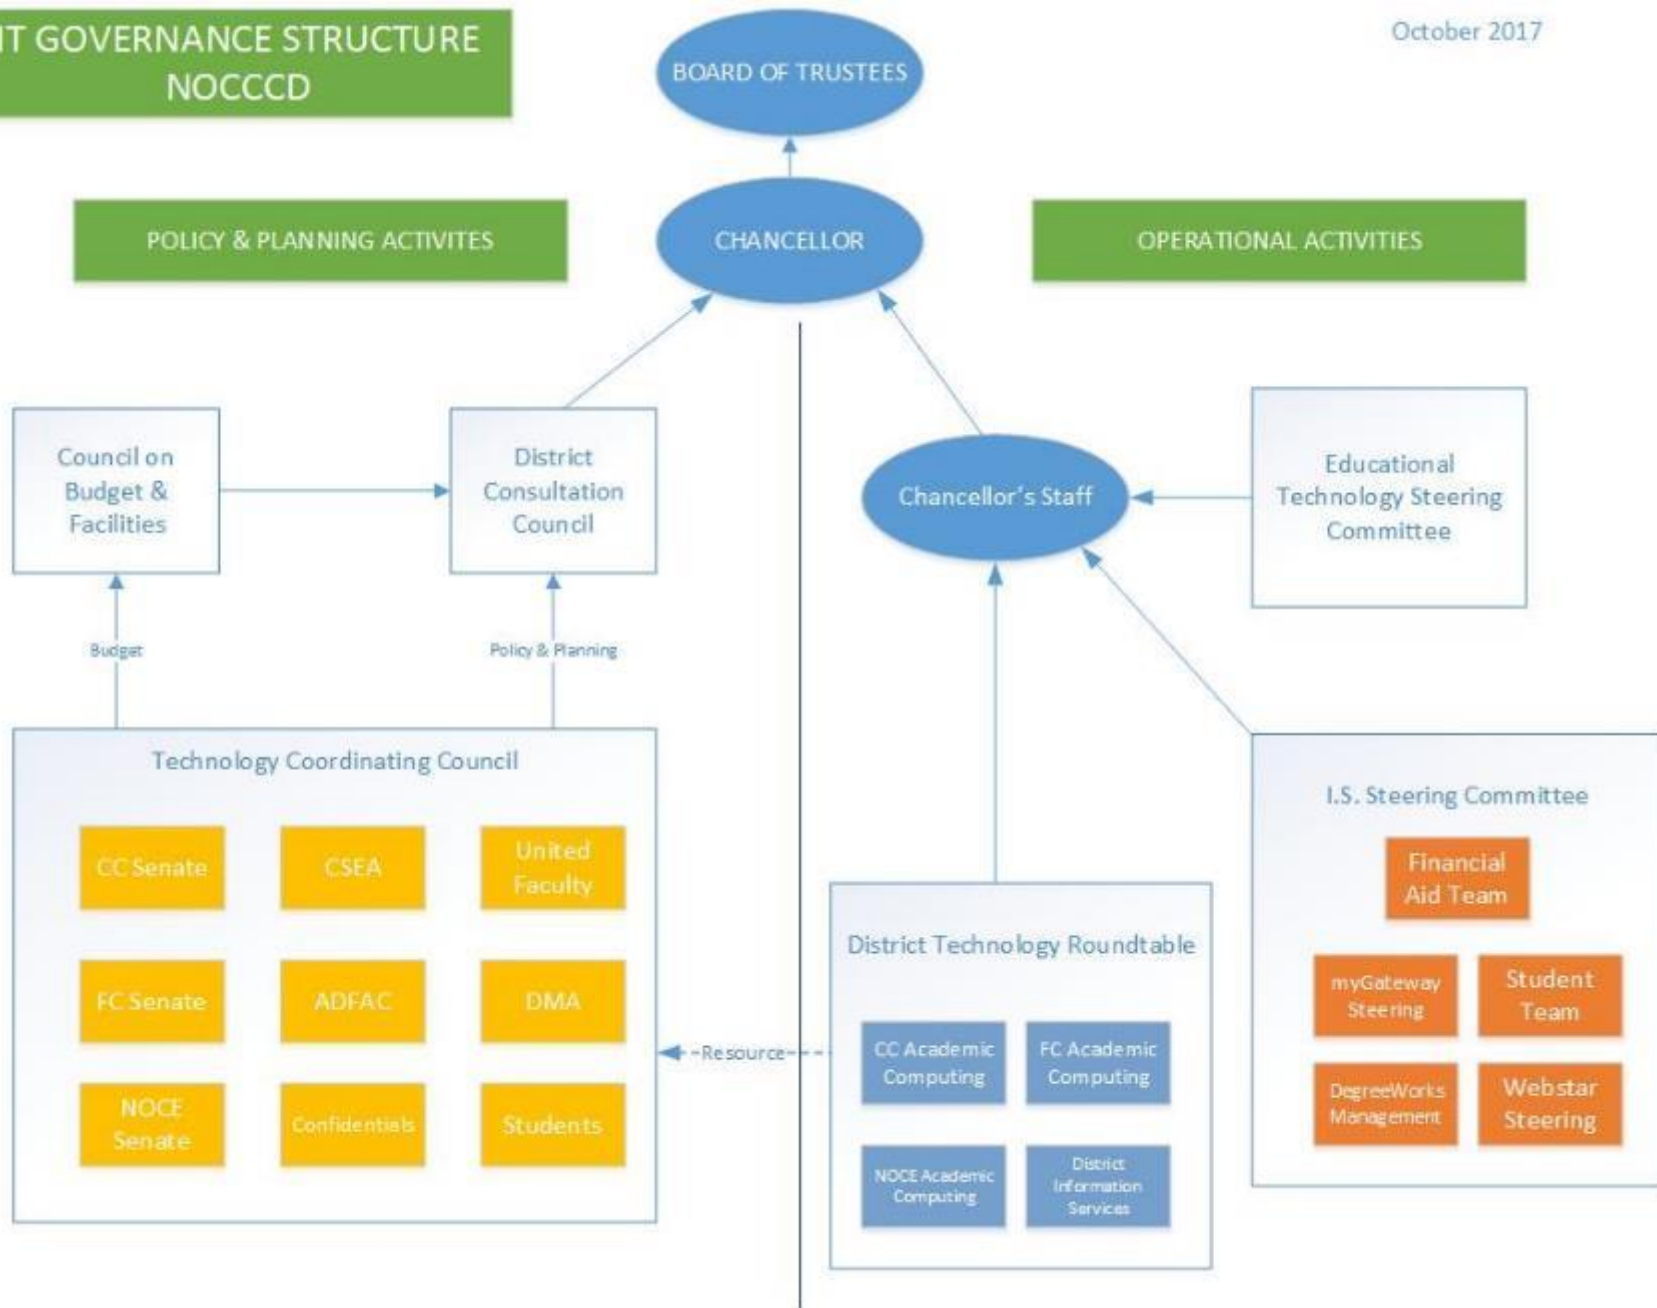 IT GOVERNANCE STRUCTURE
NOCCCD
October 2017
BOARD OF TRUSTEES
POLICY & PLANNING ACTIVITES
CHANCELLOR
OPERATIONAL ACTIVITIES
Council on
Budget &
Facilities
District
Consultation
Council
Chancellor's Staff
Educational
Technology Steering
Committee
Budget
Policy & Planning
Technology Coordinating Council
CC Senate
CSEA
United
Faculty
FC Senate
ADFAC
DMA
NOCE
Senate
Confidentials
Students
Resource
District Technology Roundtable
CC Academic
Computing
FC Academic
Computing
NOCE Academic
Computing
District
Information
Services
I.S. Steering Committee
Financial
Aid Team
myGateway
Steering
Student
Team
DegreeWorks
Management
Webstar
Steering